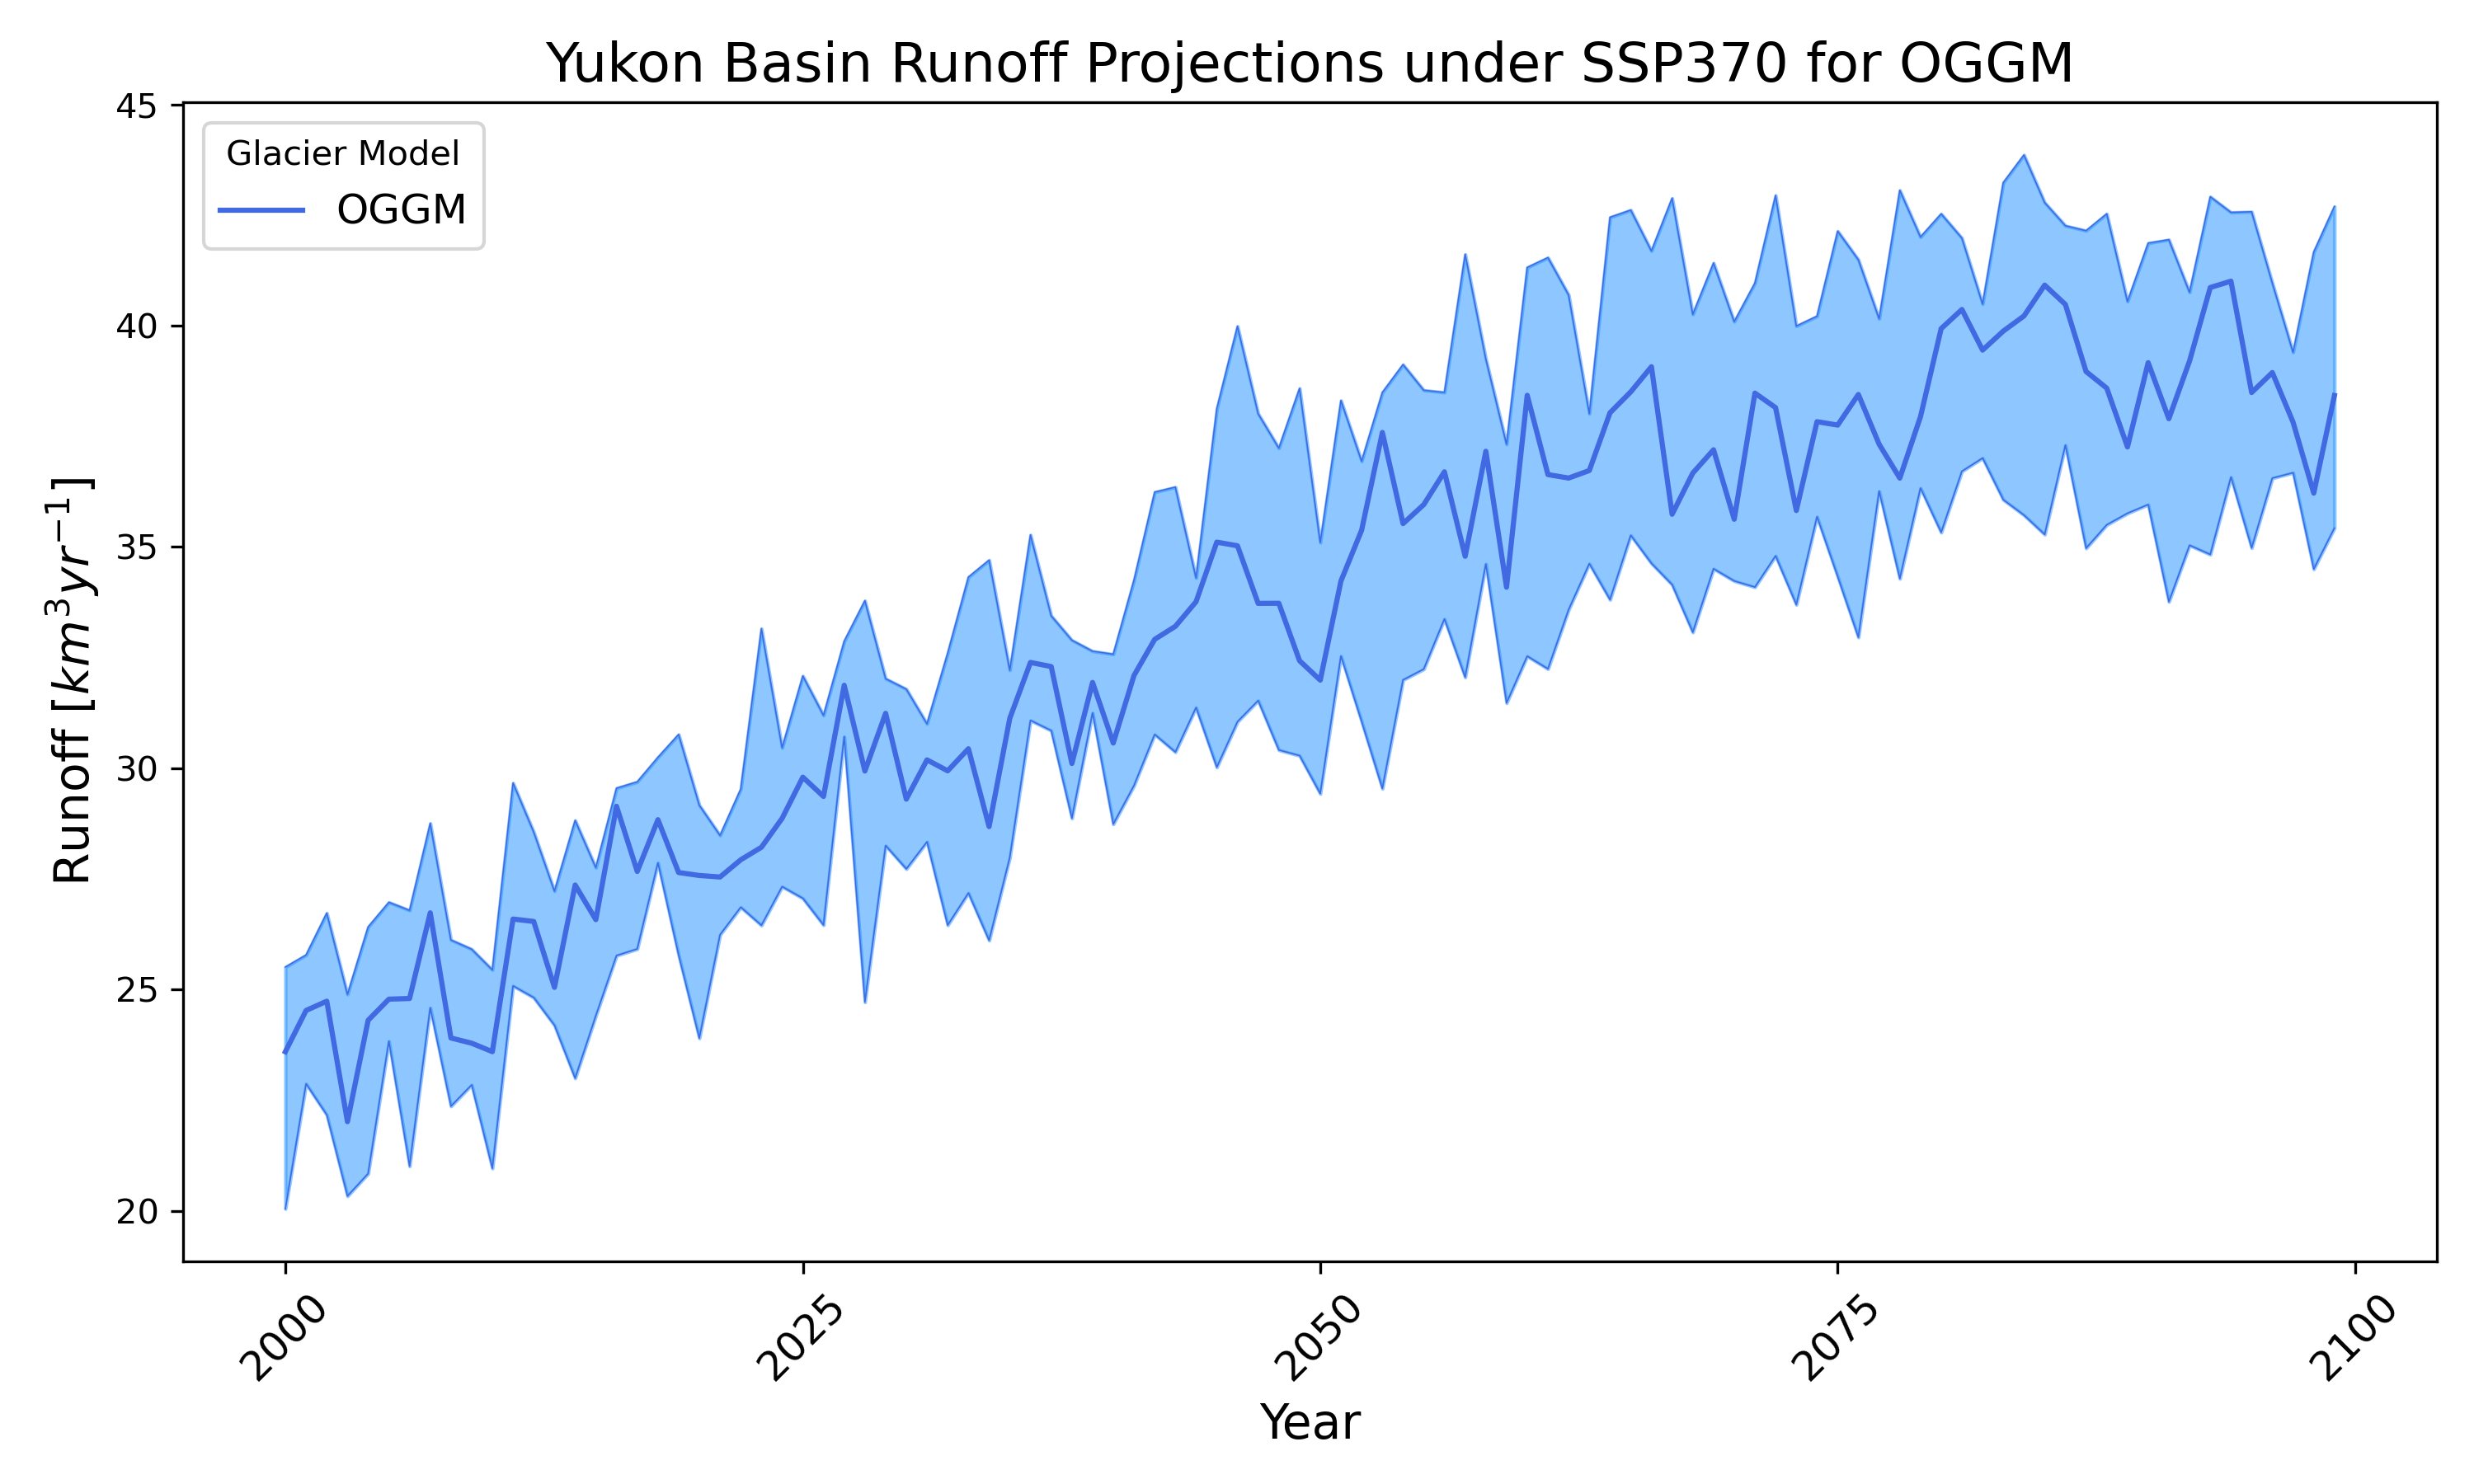 Yukon Basin Runoff Projections under SSP370 for OGGM
45
40
35
30
25
20
Glacier Model
OGGM
Runoff [km³yr⁻¹]
2000
2025
2050
2075
2100
Year